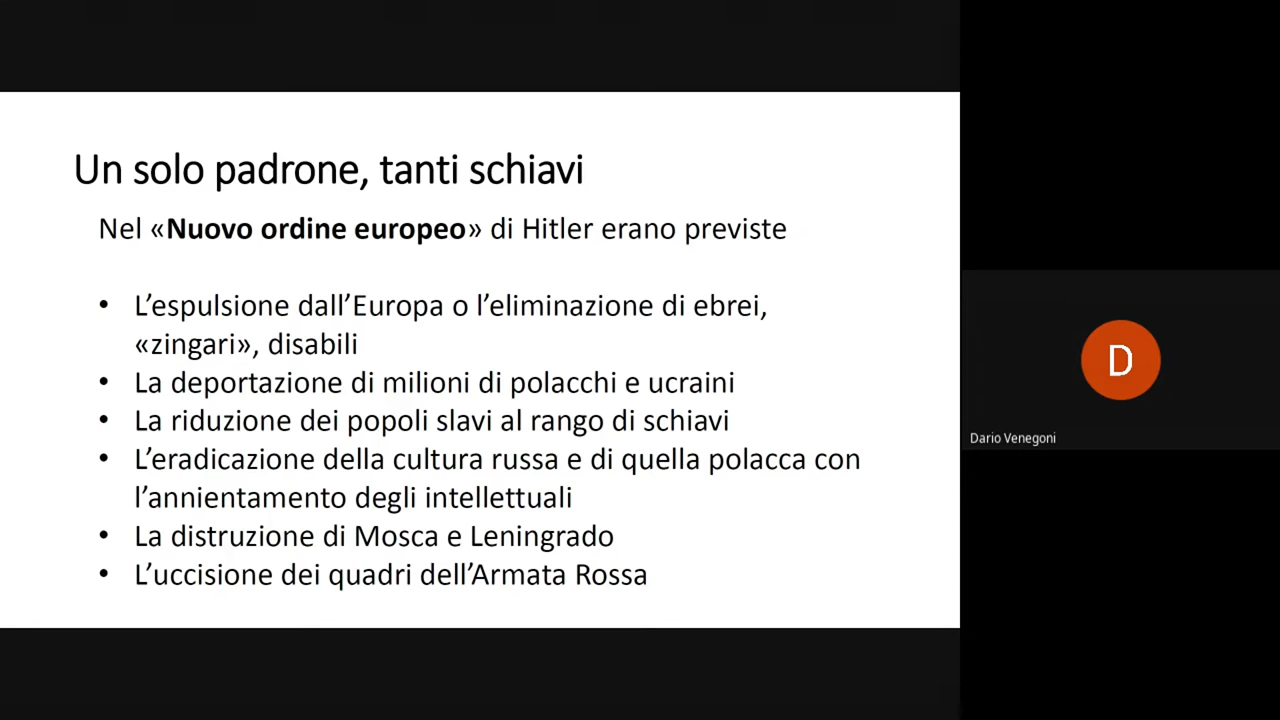 Un solo padrone, tanti schiavi
Nel «Nuovo ordine europeo» di Hitler erano previste
• L’espulsione dall’Europa o l’eliminazione di ebrei,
«zingari», disabili
• La deportazione di milioni di polacchi e ucraini
• La riduzione dei popoli slavi al rango di schiavi
• L’eradicazione della cultura russa e di quella polacca con
l’annientamento degli intellettuali
• La distruzione di Mosca e Leningrado
• L’uccisione dei quadri dell’Armata Rossa
D
Dario Venegoni